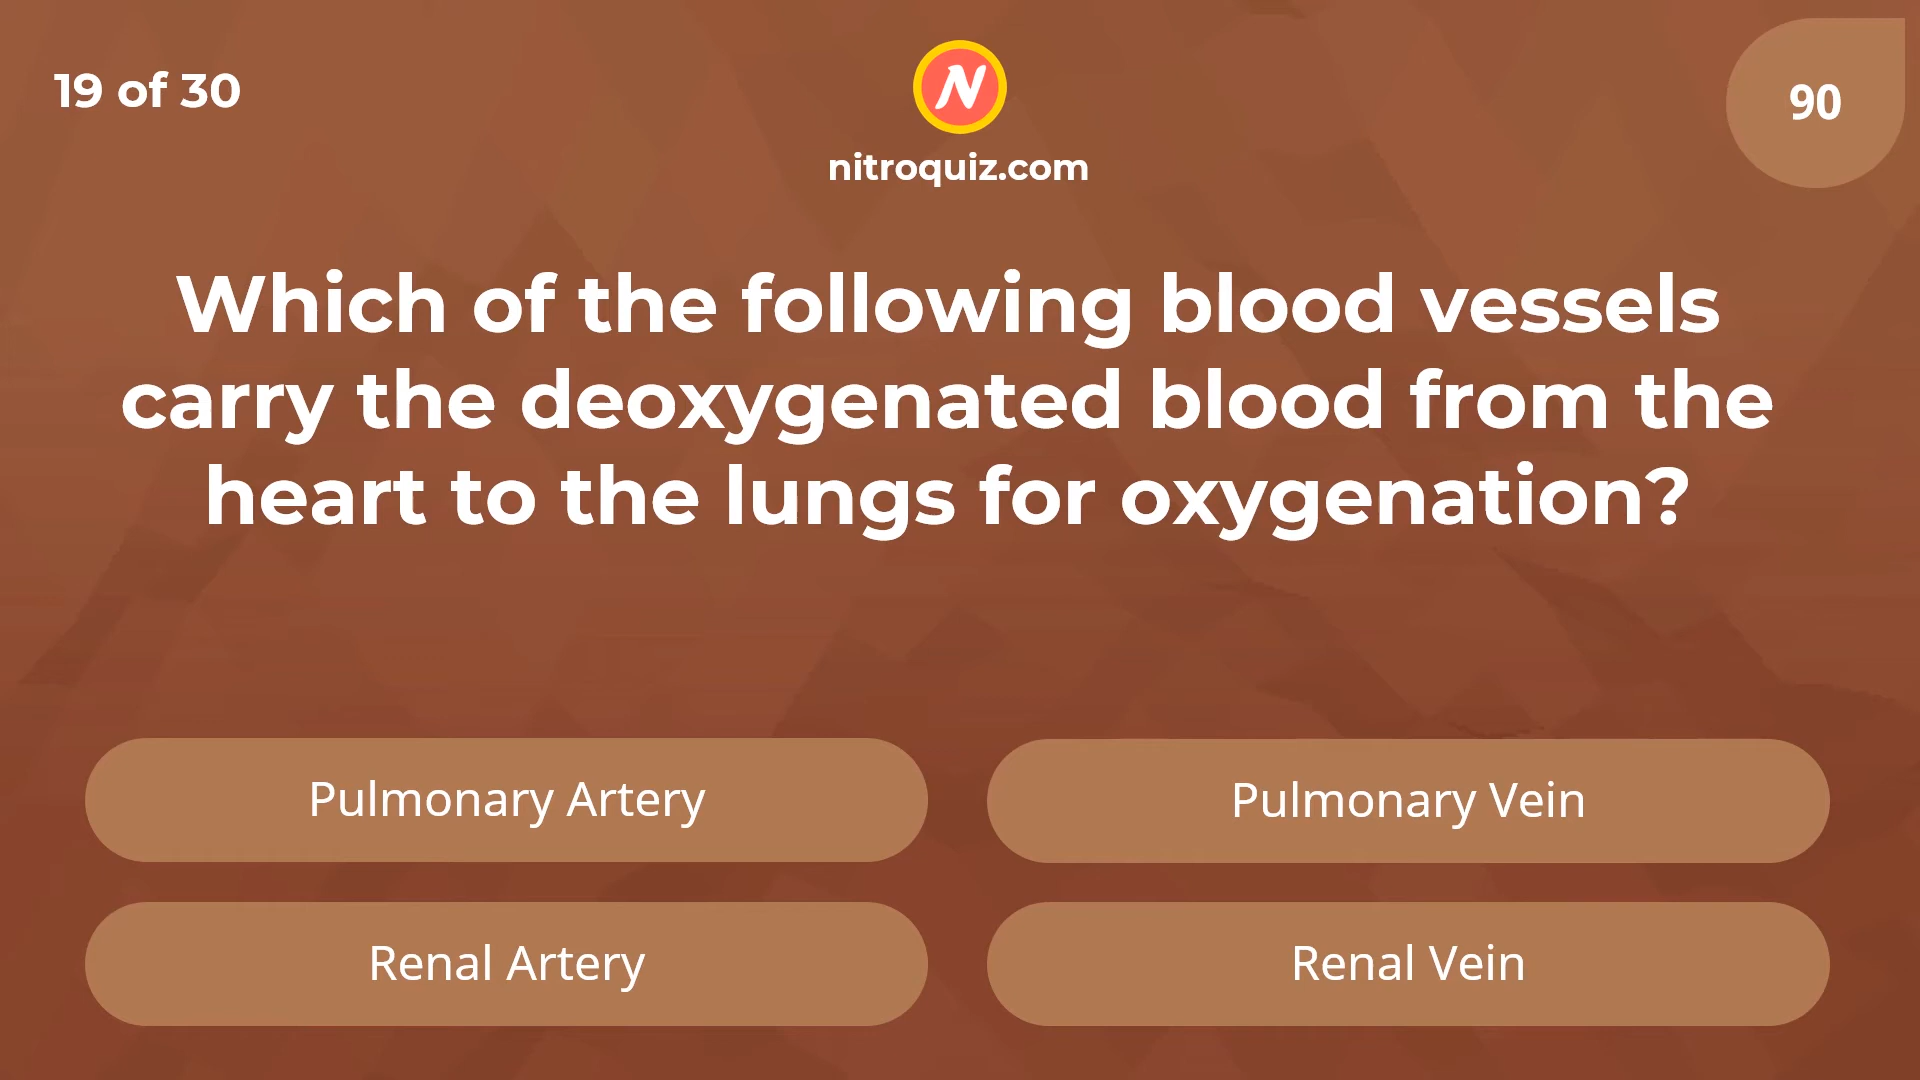 19 of 30
N
90
nitroquiz.com
Which of the following blood vessels
carry the deoxygenated blood from the
heart to the lungs for oxygenation?
Pulmonary Artery
Pulmonary Vein
Renal Artery
Renal Vein